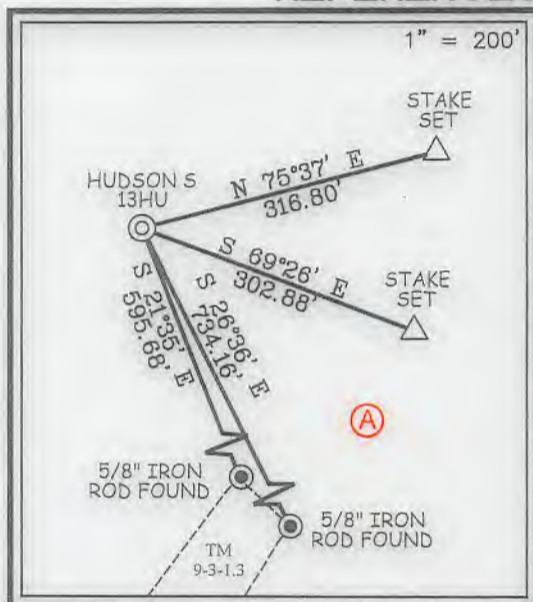 1" = 200'
STAKE
SET
HUDSON S
13HU
N 75°37' E
316.80'
S 69°26' E
302.88'
STAKE
SET
S 21°35' E
595.68'
S 26°36' E
734.16'
A
5/8" IRON
ROD FOUND
5/8" IRON
ROD FOUND
TM
9-3-1.3